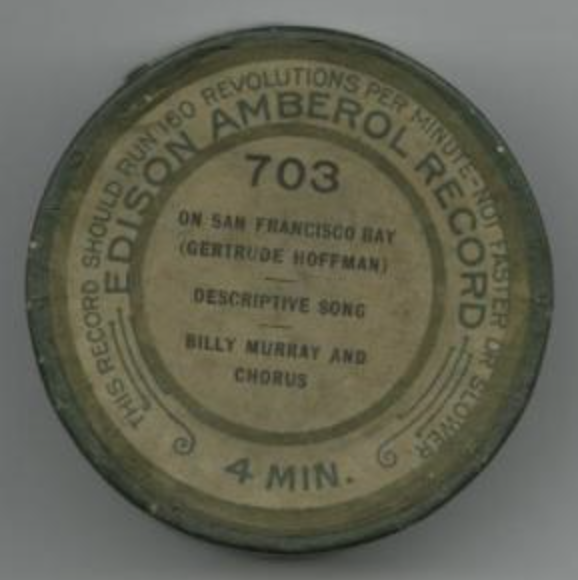 THIS RECORD SHOULD RUN 160 REVOLUTIONS PER MINUTE-NOT FASTER OR SLOWER
EDISON AMBEROL RECORD
703
ON SAN FRANCISCO BAY
(GERTRUDE HOFFMAN)
DESCRIPTIVE SONG
BILLY MURRAY AND
CHORUS
4 MIN.